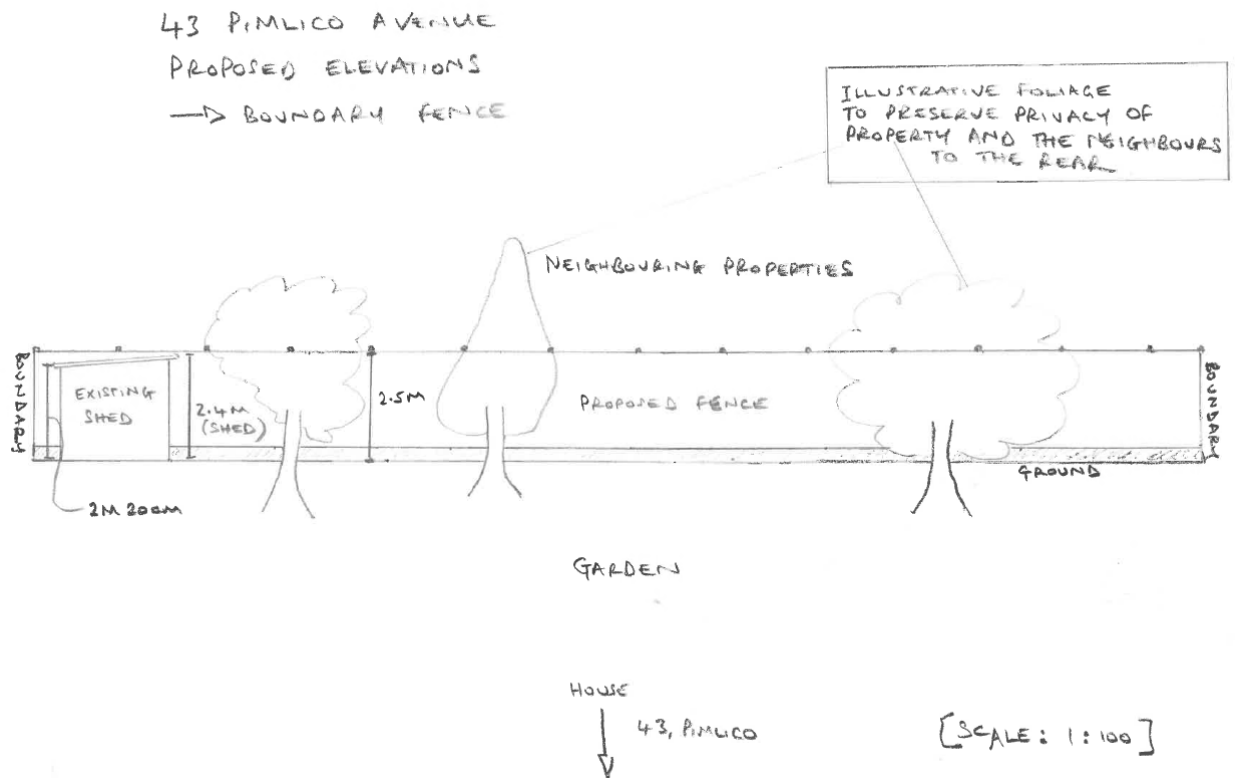 43 PIMLICO AVENUE
PROPOSED ELEVATIONS
→ BOUNDARY FENCE
ILLUSTRATIVE FOLIAGE
TO PRESERVE PRIVACY OF
PROPERTY AND THE NEIGHBOURS
TO THE REAR
NEIGHBOURING PROPERTIES
BOUNDARY
EXISTING
SHED
2.4M
(SHED)
2.5M
PROPOSED FENCE
BOUNDARY
GROUND
2M 20CM
GARDEN
HOUSE
43, PIMLICO
[SCALE: 1:100]